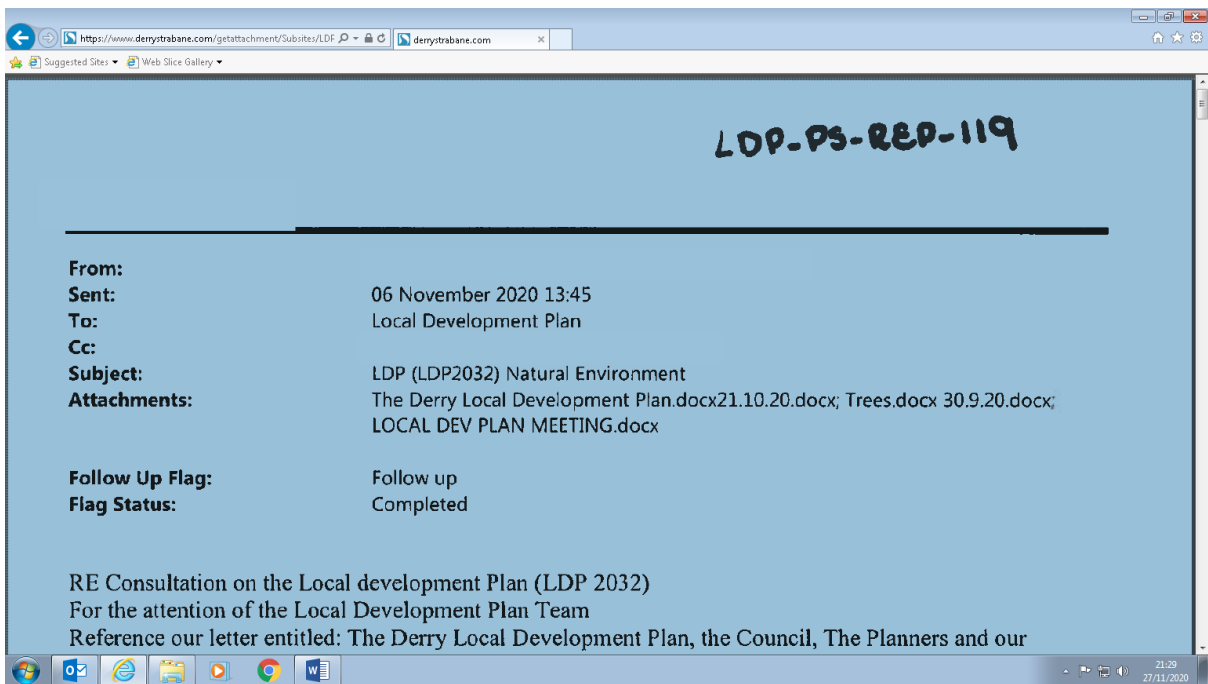 https://www.derrystrabane.com/getattachment/Subsites/LDF
derrystrabane.com
Suggested Sites
Web Slice Gallery
LDP-PS-REP-119
From:
Sent: 06 November 2020 13:45
To: Local Development Plan
Cc:
Subject: LDP (LDP2032) Natural Environment
Attachments: The Derry Local Development Plan.docx21.10.20.docx; Trees.docx 30.9.20.docx;
LOCAL DEV PLAN MEETING.docx
Follow Up Flag: Follow up
Flag Status: Completed
RE Consultation on the Local development Plan (LDP 2032)
For the attention of the Local Development Plan Team
Reference our letter entitled: The Derry Local Development Plan, the Council, The Planners and our
21:29
27/11/2020